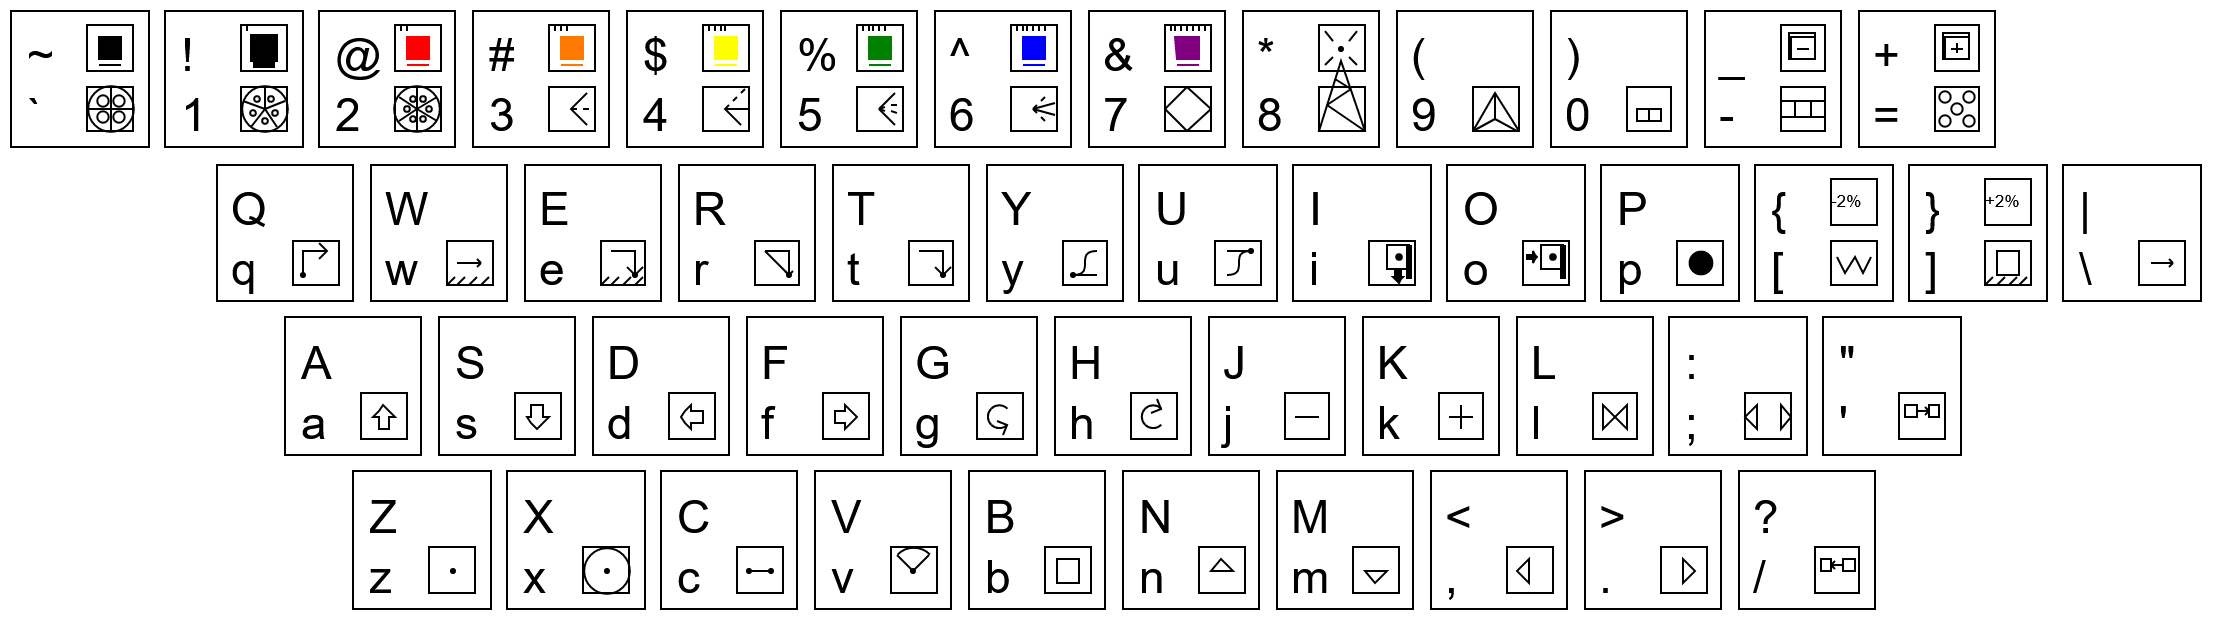 ~ ! @ # $ % ^ & * ( ) _ +
` 1 2 3 4 5 6 7 8 9 0 - =
Q W E R T Y U I O P { -2% } +2% |
q w e r t y u i o p [ ] \
A S D F G H J K L : "
a s d f g h j k l ; '
Z X C V B N M < > ?
z x c v b n m , . /